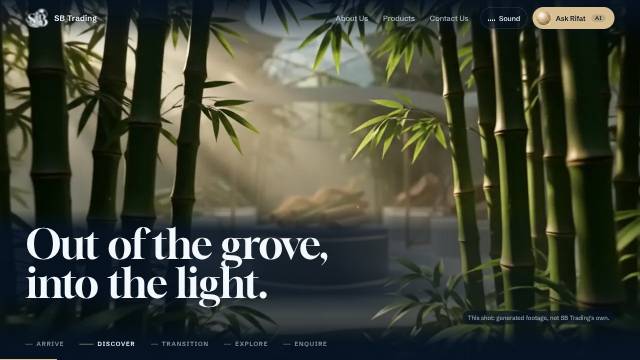 SB
SB Trading
About Us
Products
Contact Us
Sound
Ask Rifat
AI
Out of the grove,
into the light.
This shot: generated footage, not SB Trading's own.
— ARRIVE
— DISCOVER
— TRANSITION
— EXPLORE
— ENQUIRE